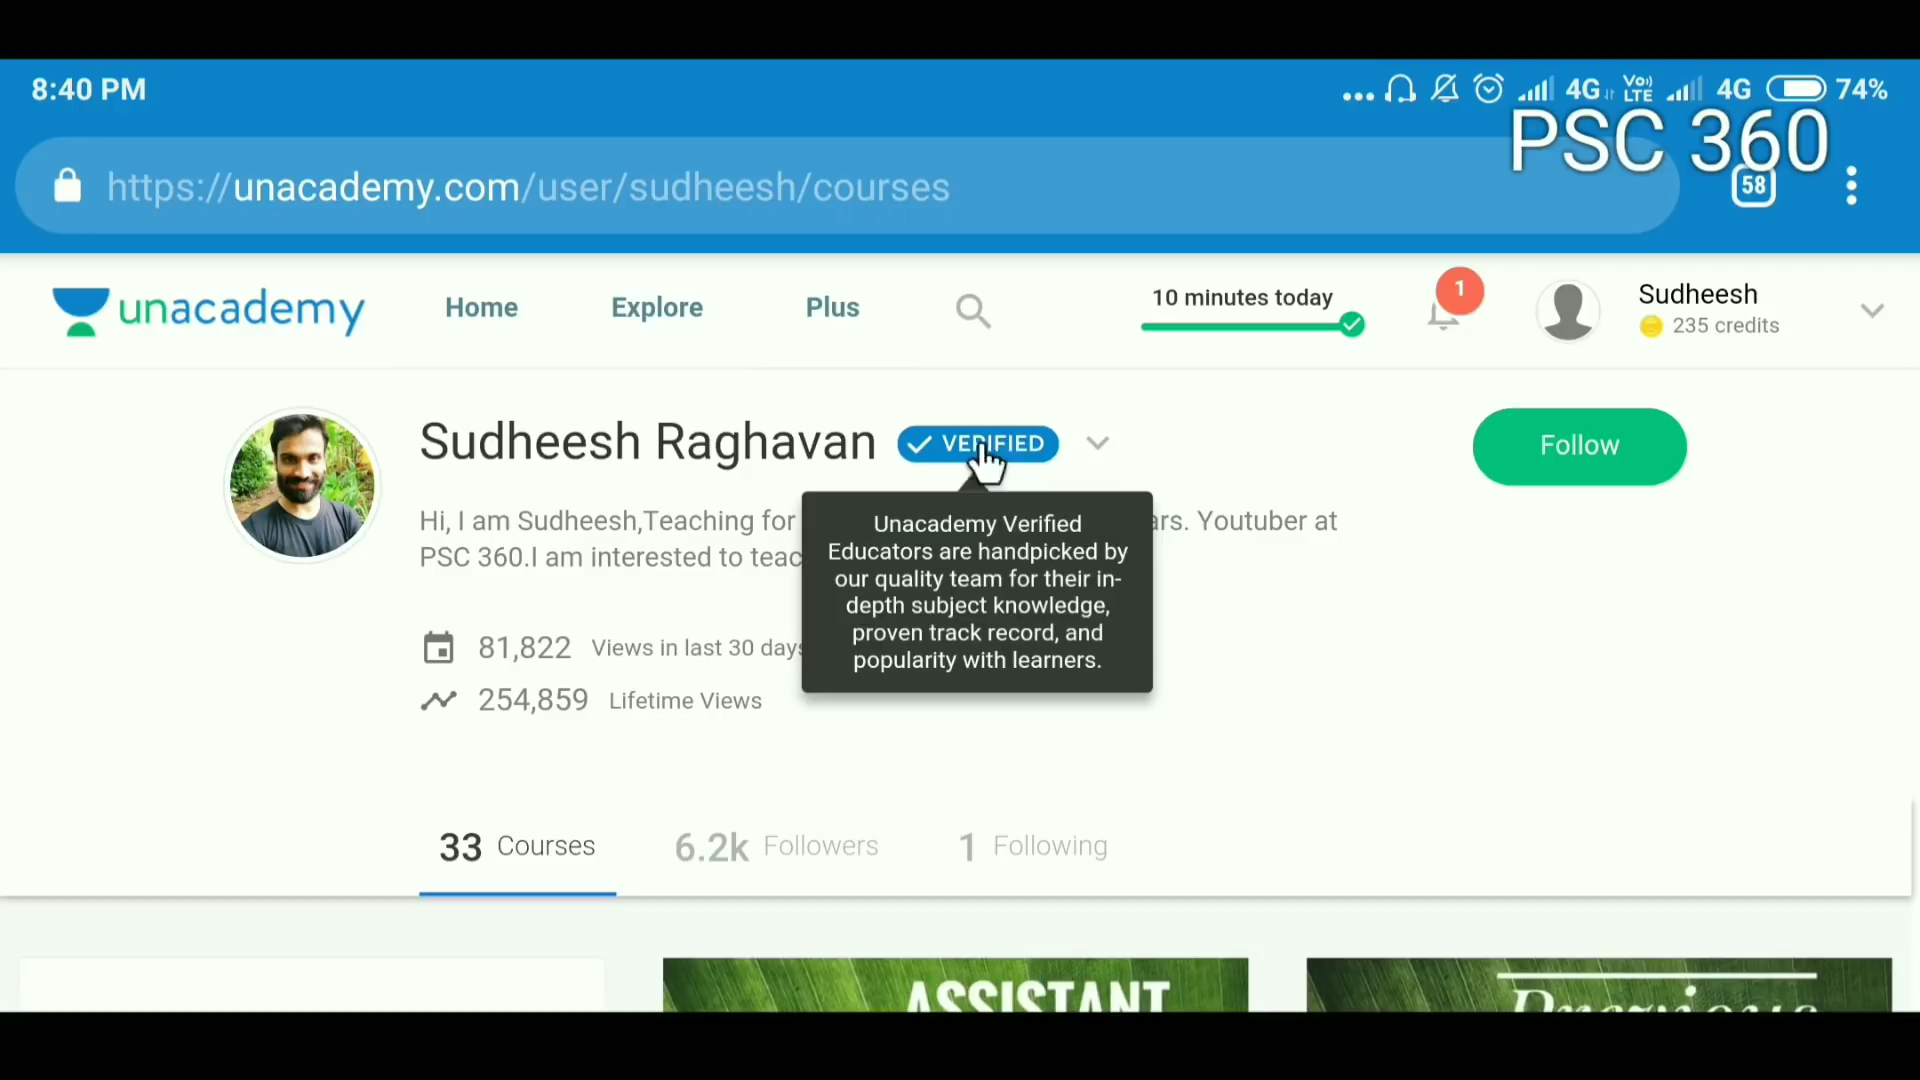 8:40 PM
4G VoLTE 4G 74%
PSC 360
https://unacademy.com/user/sudheesh/courses
58
unacademy Home Explore Plus 10 minutes today 1 Sudheesh
235 credits
Sudheesh Raghavan VERIFIED Follow
Hi, I am Sudheesh,Teaching for ars. Youtuber at
PSC 360.I am interested to teac
Unacademy Verified
Educators are handpicked by
our quality team for their in-
depth subject knowledge,
proven track record, and
popularity with learners.
81,822 Views in last 30 days
254,859 Lifetime Views
33 Courses 6.2k Followers 1 Following
ASSISTANT
Previous